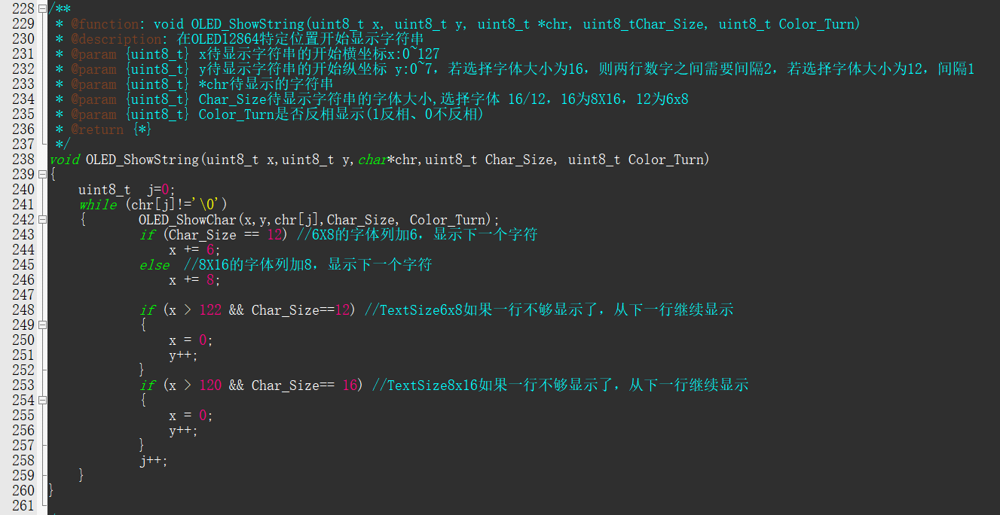 228 /**
229 * @function: void OLED_ShowString(uint8_t x, uint8_t y, uint8_t *chr, uint8_tChar_Size, uint8_t Color_Turn)
230 * @description: 在OLED12864特定位置开始显示字符串
231 * @param {uint8_t} x待显示字符串的开始横坐标x:0~127
232 * @param {uint8_t} y待显示字符串的开始纵坐标 y:0~7，若选择字体大小为16，则两行数字之间需要间隔2，若选择字体大小为12，间隔1
233 * @param {uint8_t} *chr待显示的字符串
234 * @param {uint8_t} Char_Size待显示字符串的字体大小,选择字体 16/12，16为8X16，12为6x8
235 * @param {uint8_t} Color_Turn是否反相显示(1反相、0不反相)
236 * @return {*}
237 */
238 void OLED_ShowString(uint8_t x,uint8_t y,char*chr,uint8_t Char_Size, uint8_t Color_Turn)
239 {
240 uint8_t  j=0;
241 while (chr[j]!='\0')
242 {       OLED_ShowChar(x,y,chr[j],Char_Size, Color_Turn);
243 if (Char_Size == 12) //6X8的字体列加6，显示下一个字符
244 x += 6;
245 else  //8X16的字体列加8，显示下一个字符
246 x += 8;
247
248 if (x > 122 && Char_Size==12) //TextSize6x8如果一行不够显示了，从下一行继续显示
249 {
250 x = 0;
251 y++;
252 }
253 if (x > 120 && Char_Size== 16) //TextSize8x16如果一行不够显示了，从下一行继续显示
254 {
255 x = 0;
256 y++;
257 }
258 j++;
259 }
260 }
261